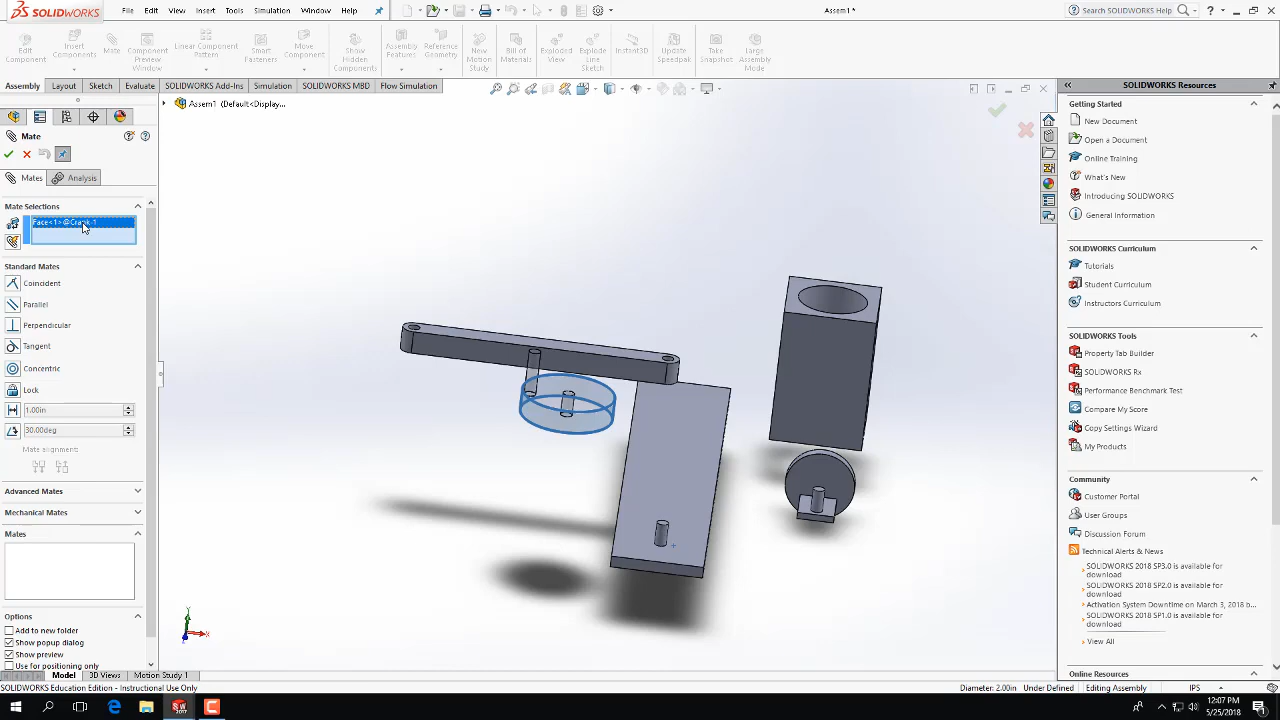 SOLIDWORKS
File Edit View Insert Tools Simulation Window Help
Assem1 *
Search SOLIDWORKS Help
Edit Component
Insert Components
Mate
Component Preview Window
Linear Component Pattern
Smart Fasteners
Move Component
Show Hidden Components
Assembly Features
Reference Geometry
New Motion Study
Bill of Materials
Exploded View
Explode Line Sketch
Instant3D
Update Speedpak
Take Snapshot
Large Assembly Mode
Assembly Layout Sketch Evaluate SOLIDWORKS Add-Ins Simulation SOLIDWORKS MBD Flow Simulation
Assem1 (Default<Display...
Mate
Mates Analysis
Mate Selections
Face<1>@Crank-1
Standard Mates
Coincident
Parallel
Perpendicular
Tangent
Concentric
Lock
1.00in
30.00deg
Mate alignment:
Advanced Mates
Mechanical Mates
Mates
Options
Add to new folder
Show popup dialog
Show preview
Use for positioning only
SOLIDWORKS Resources
Getting Started
New Document
Open a Document
Online Training
What's New
Introducing SOLIDWORKS
General Information
SOLIDWORKS Curriculum
Tutorials
Student Curriculum
Instructors Curriculum
SOLIDWORKS Tools
Property Tab Builder
SOLIDWORKS Rx
Performance Benchmark Test
Compare My Score
Copy Settings Wizard
My Products
Community
Customer Portal
User Groups
Discussion Forum
Technical Alerts & News
SOLIDWORKS 2018 SP3.0 is available for
download
SOLIDWORKS 2018 SP2.0 is available for
download
Activation System Downtime on March 3, 2018 b...
SOLIDWORKS 2018 SP1.0 is available for
download
View All
Online Resources
Model 3D Views Motion Study 1
SOLIDWORKS Education Edition - Instructional Use Only
Diameter: 2.00in Under Defined Editing Assembly IPS
12:07 PM
5/25/2018